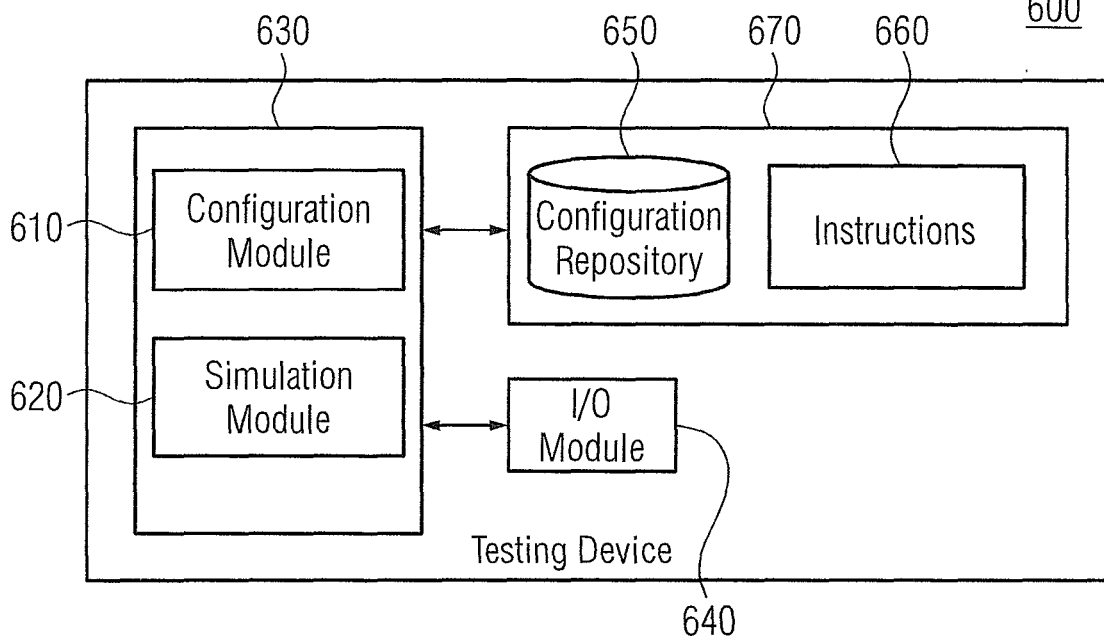 600
630
650
670
660
610
Configuration
Module
Configuration
Repository
Instructions
620
Simulation
Module
I/O
Module
Testing Device
640